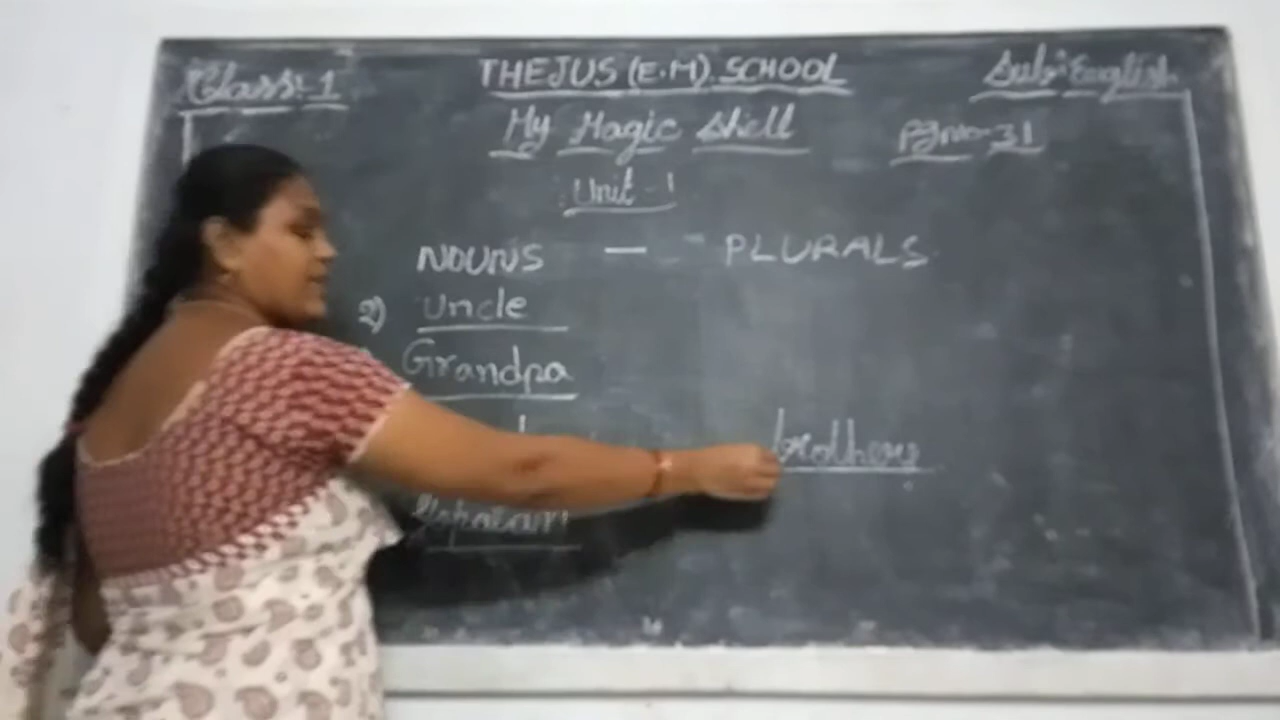 Class: 1 THEJUS (E.M). SCHOOL Sub: English
My Magic Shell Pg no-31
Unit - 1
NOUNS — PLURALS
2) Uncle
Grandpa
brothers